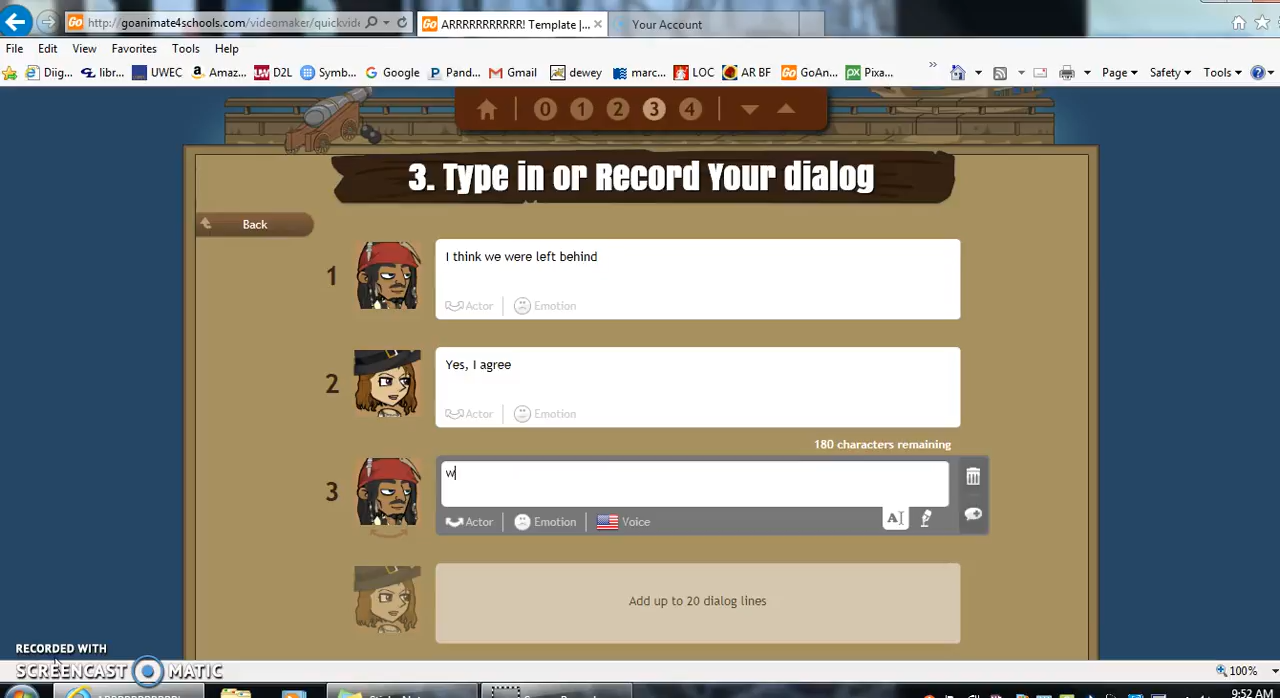 http://goanimate4schools.com/videomaker/quickvide
ARRRRRRRRRRR! Template |...
Your Account
File Edit View Favorites Tools Help
Diig... libr... UWEC Amaz... D2L Symb... Google Pand... Gmail dewey marc... LOC AR BF GoAn... Pixa... Page Safety Tools
0 1 2 3 4
3. Type in or Record Your dialog
Back
1
I think we were left behind
Actor Emotion
2
Yes, I agree
Actor Emotion
180 characters remaining
3
w
Actor Emotion Voice
Add up to 20 dialog lines
RECORDED WITH
SCREENCAST MATIC
100%
9:52 AM